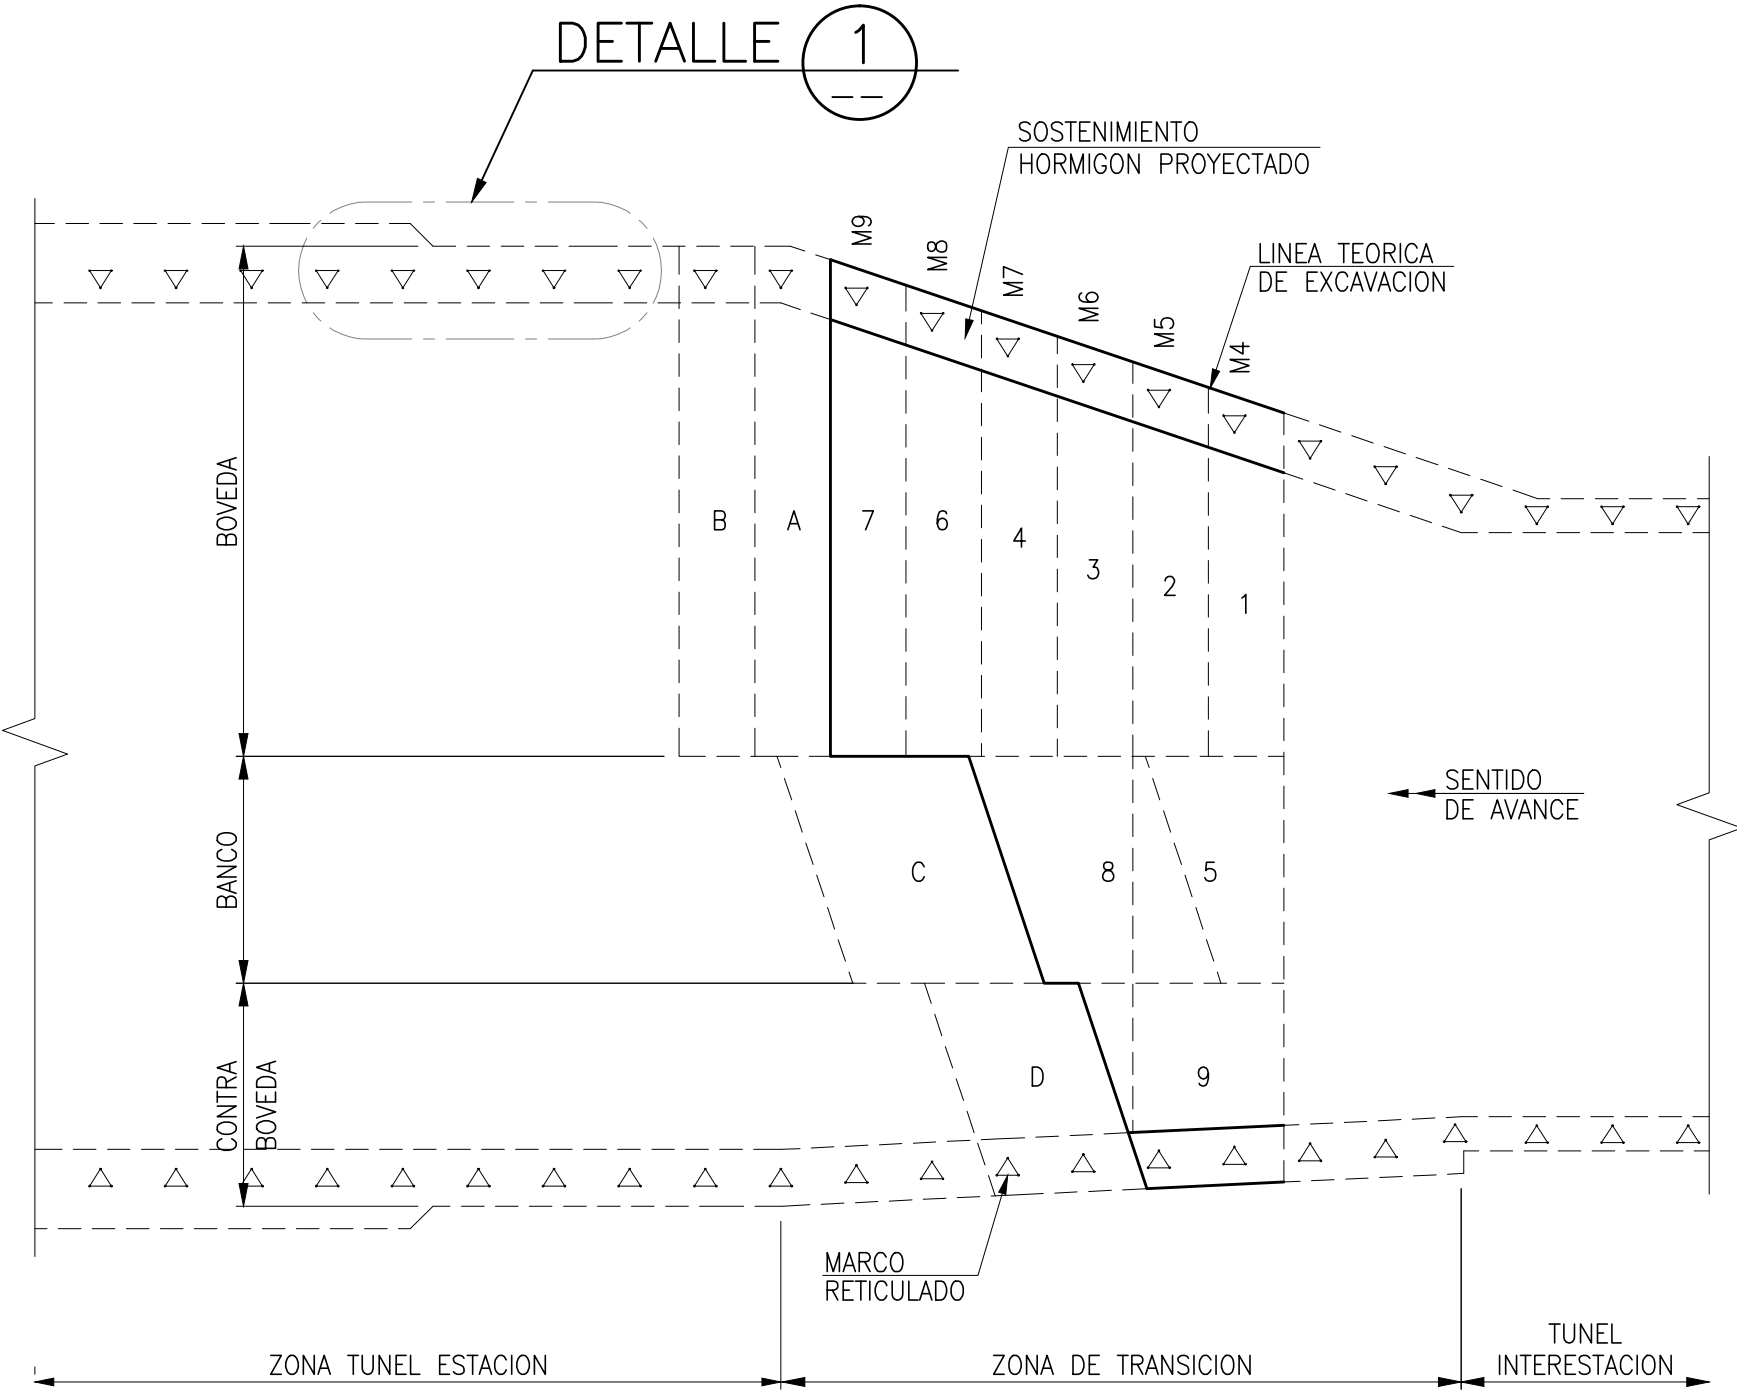 DETALLE 1
SOSTENIMIENTO
HORMIGON PROYECTADO
M9
M8
M7
M6
M5
M4
LINEA TEORICA
DE EXCAVACION
BOVEDA
B
A
7
6
4
3
2
1
SENTIDO
DE AVANCE
BANCO
C
8
5
CONTRA
BOVEDA
D
9
MARCO
RETICULADO
ZONA TUNEL ESTACION
ZONA DE TRANSICION
TUNEL
INTERESTACION